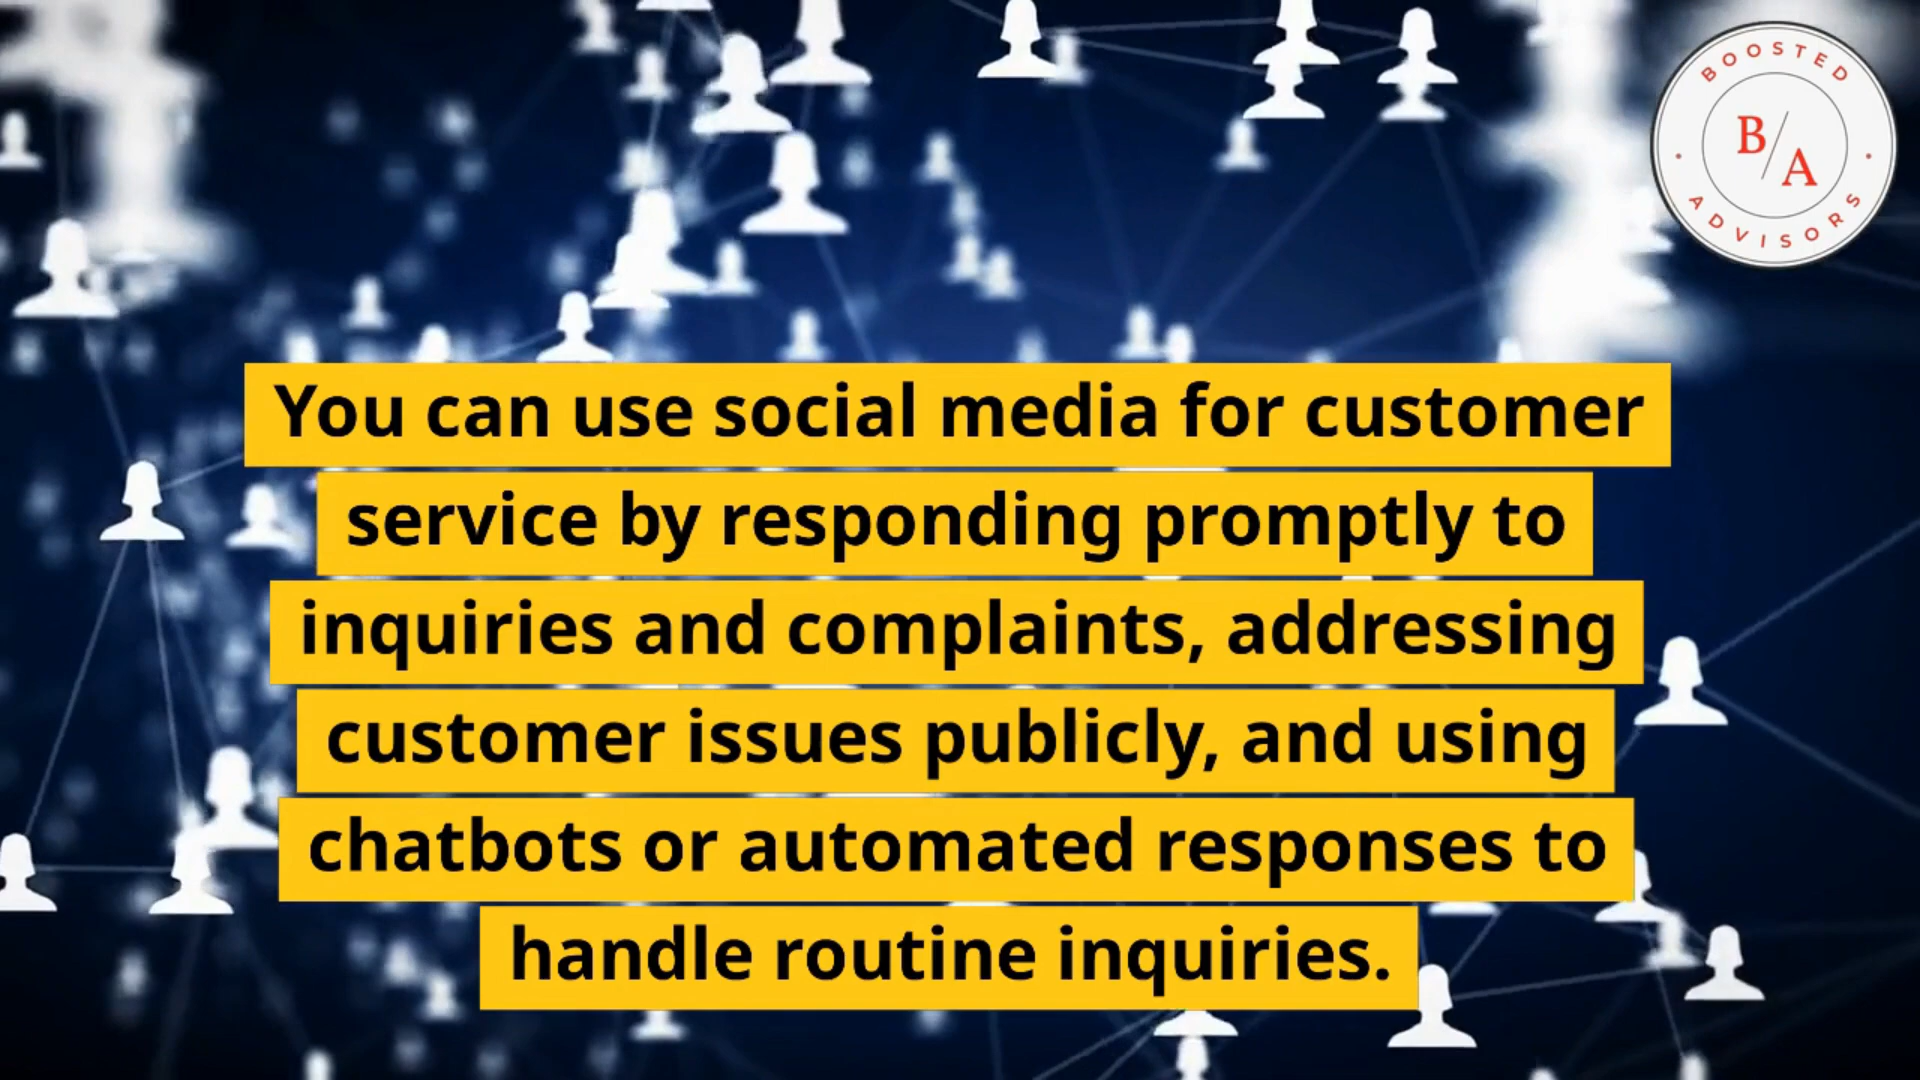 BOOSTED
B/A
ADVISORS
You can use social media for customer
service by responding promptly to
inquiries and complaints, addressing
customer issues publicly, and using
chatbots or automated responses to
handle routine inquiries.